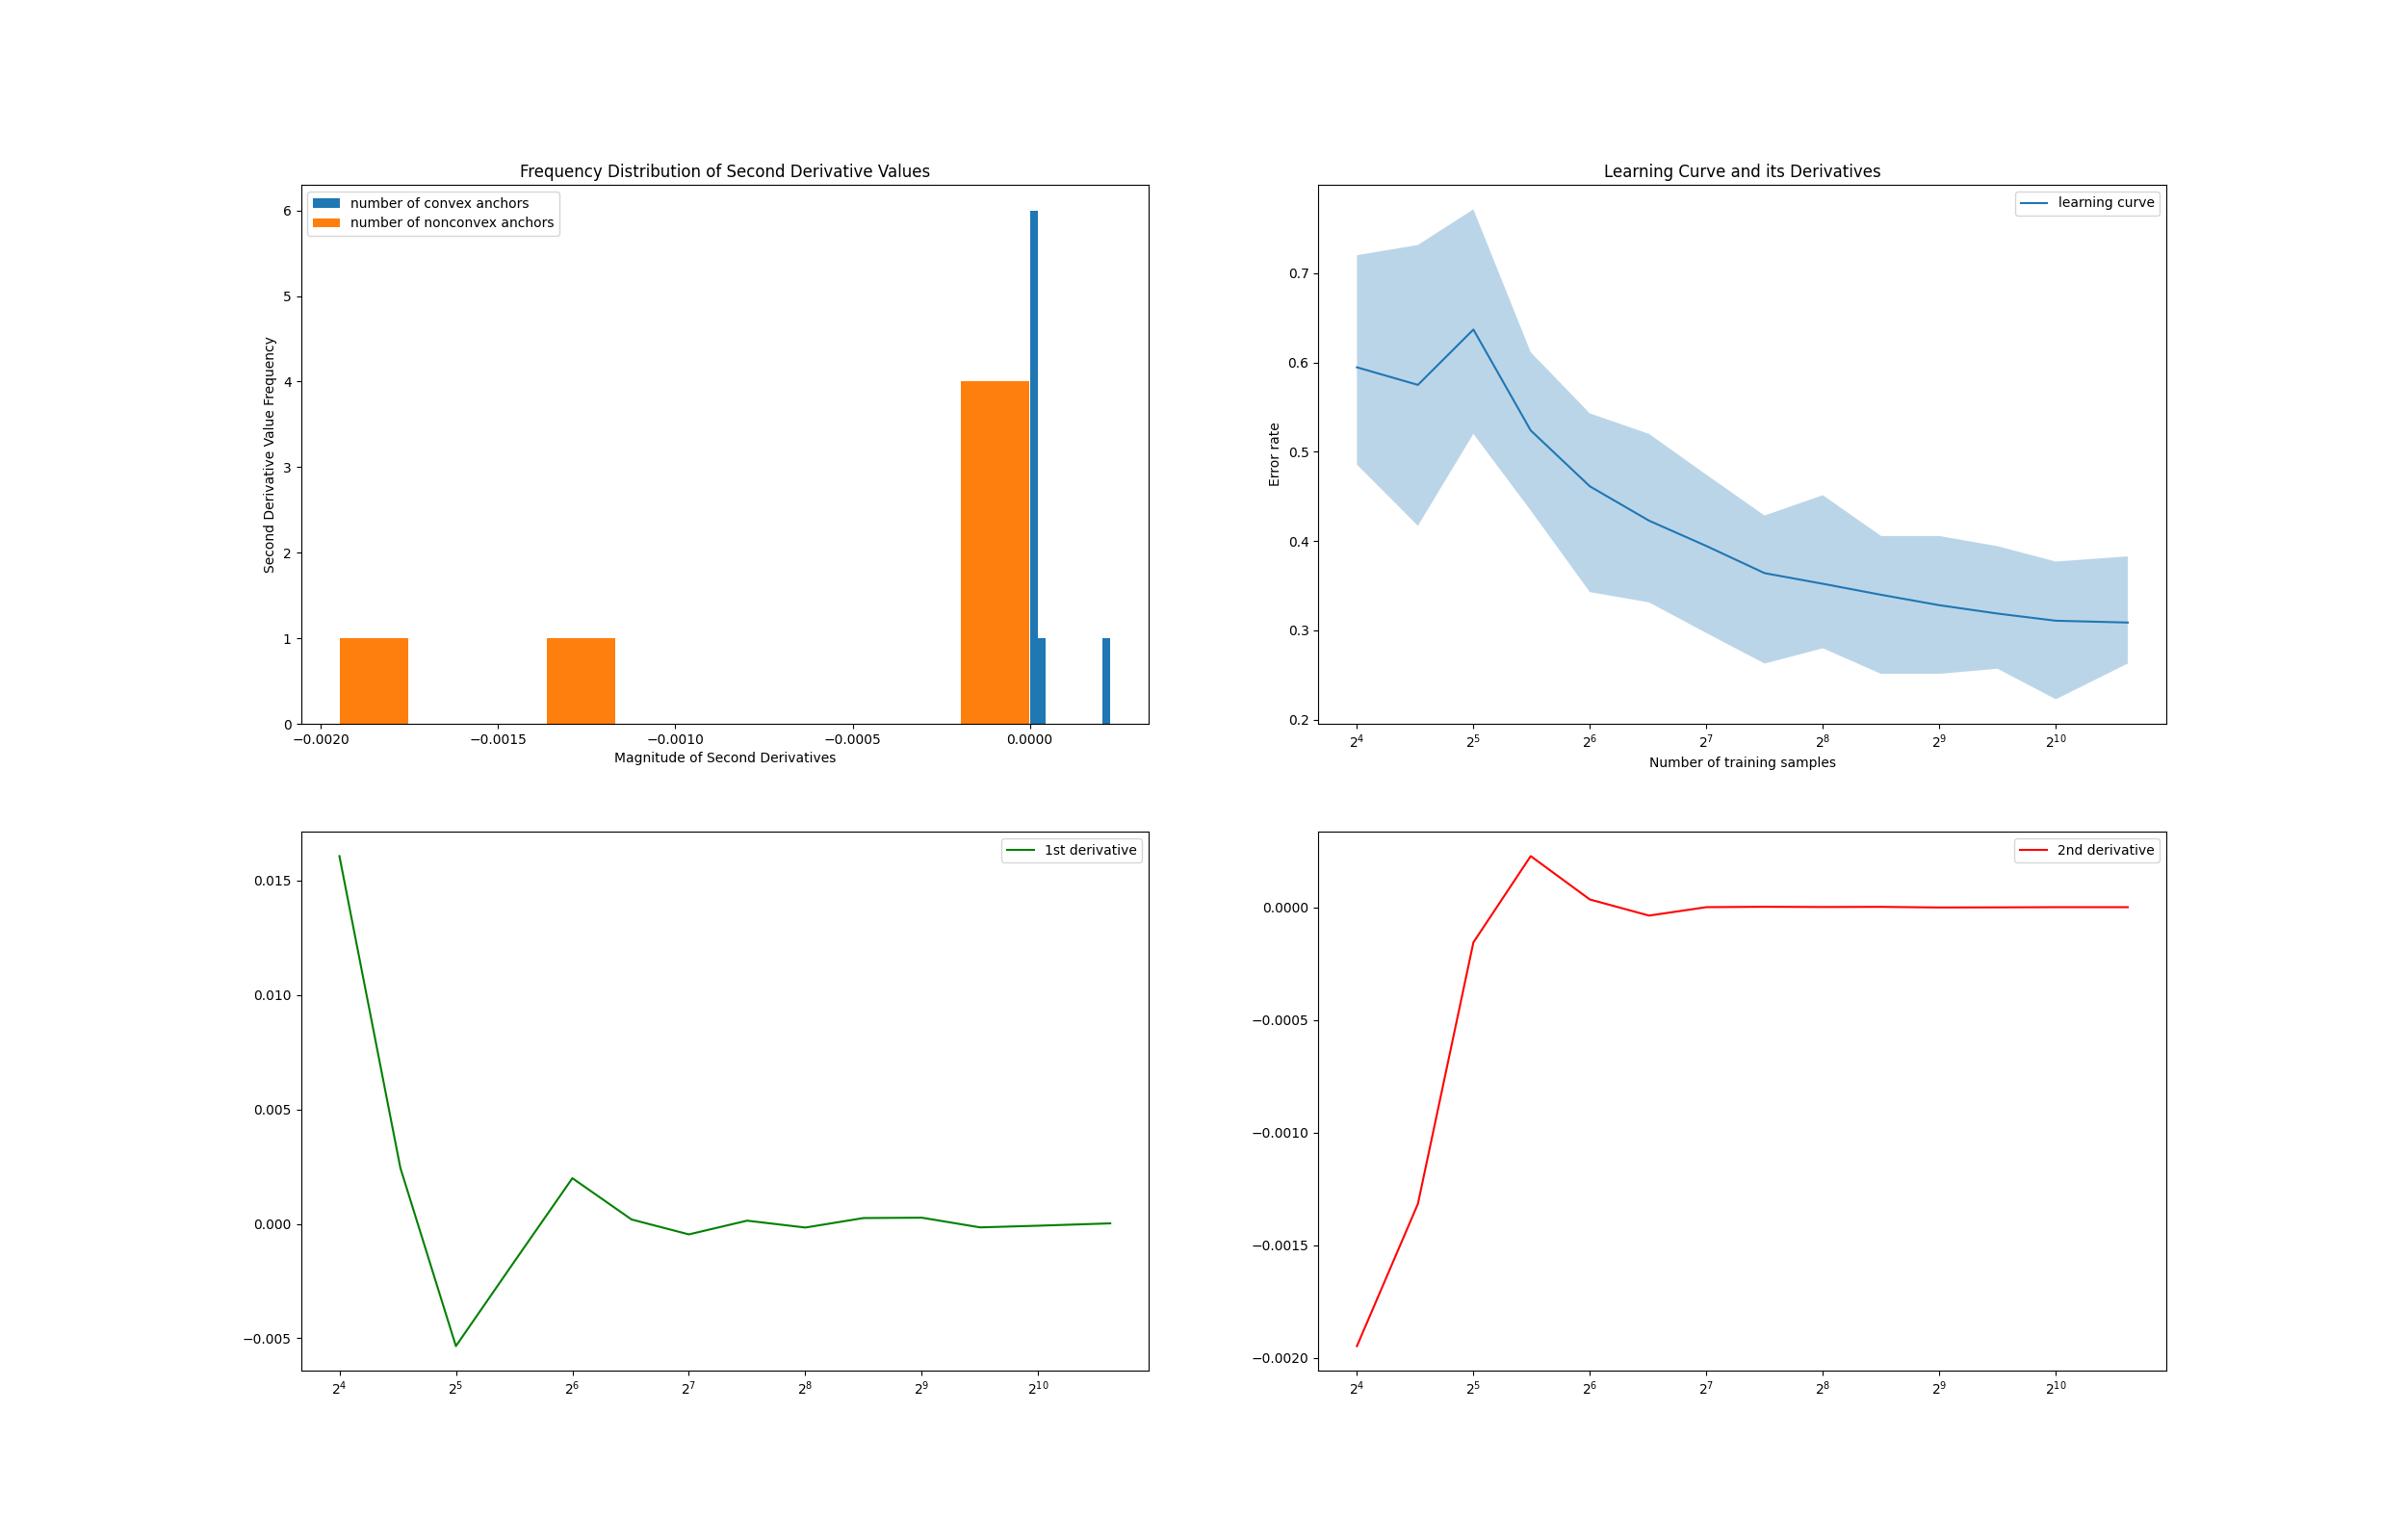 Frequency Distribution of Second Derivative Values
number of convex anchors
number of nonconvex anchors
6
5
4
3
2
1
0
Second Derivative Value Frequency
−0.0020 −0.0015 −0.0010 −0.0005 0.0000
Magnitude of Second Derivatives
Learning Curve and its Derivatives
learning curve
0.7
0.6
0.5
0.4
0.3
0.2
Error rate
2⁴ 2⁵ 2⁶ 2⁷ 2⁸ 2⁹ 2¹⁰
Number of training samples
1st derivative
0.015
0.010
0.005
0.000
−0.005
2⁴ 2⁵ 2⁶ 2⁷ 2⁸ 2⁹ 2¹⁰
2nd derivative
0.0000
−0.0005
−0.0010
−0.0015
−0.0020
2⁴ 2⁵ 2⁶ 2⁷ 2⁸ 2⁹ 2¹⁰